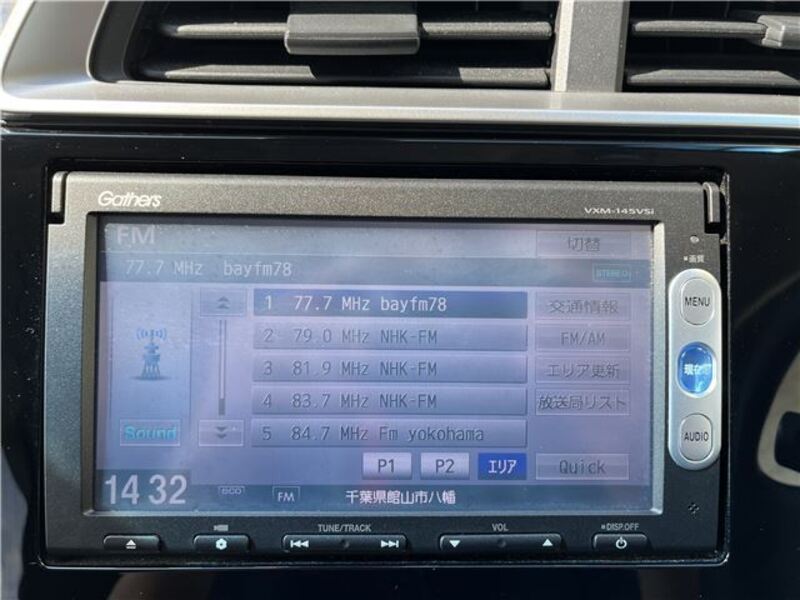 Gathers
VXM-145VSi
FM
切替
77.7 MHz bayfm78
STEREO
1 77.7 MHz bayfm78
2 79.0 MHz NHK-FM
3 81.9 MHz NHK-FM
4 83.7 MHz NHK-FM
5 84.7 MHz Fm yokohama
交通情報
FM/AM
エリア更新
放送局リスト
Sound
P1 P2 エリア Quick
14 32
ECO
FM
千葉県館山市八幡
画質
MENU
現在地
AUDIO
TUNE/TRACK
VOL
DISP.OFF